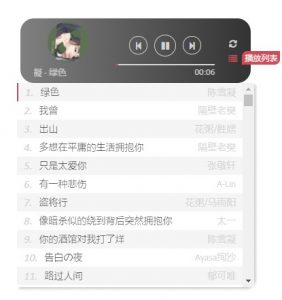 播放列表
凝 - 绿色
00:06
1. 绿色 陈雪凝
2. 我曾 隔壁老樊
3. 出山 花粥/胜娚
4. 多想在平庸的生活拥抱你 隔壁老樊
5. 只是太爱你 张敬轩
6. 有一种悲伤 A-Lin
7. 盗将行 花粥/马雨阳
8. 像暗杀似的绕到背后突然拥抱你 太一
9. 你的酒馆对我打了烊 陈雪凝
10. 告白の夜 Ayasa绚沙
11. 路过人间 郁可唯